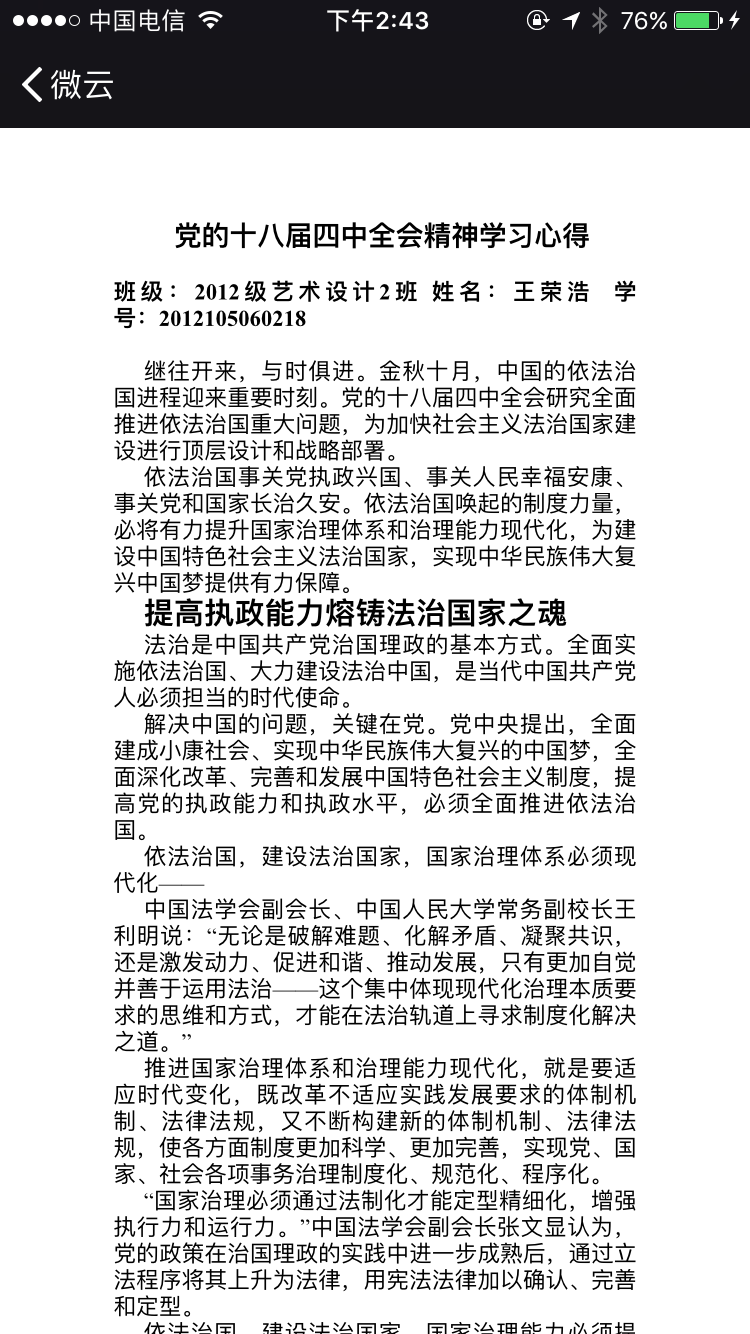 中国电信 下午2:43 76%
微云
党的十八届四中全会精神学习心得
班级：2012级艺术设计2班 姓名：王荣浩 学
号：2012105060218
继往开来，与时俱进。金秋十月，中国的依法治
国进程迎来重要时刻。党的十八届四中全会研究全面
推进依法治国重大问题，为加快社会主义法治国家建
设进行顶层设计和战略部署。
依法治国事关党执政兴国、事关人民幸福安康、
事关党和国家长治久安。依法治国唤起的制度力量，
必将有力提升国家治理体系和治理能力现代化，为建
设中国特色社会主义法治国家，实现中华民族伟大复
兴中国梦提供有力保障。
提高执政能力熔铸法治国家之魂
法治是中国共产党治国理政的基本方式。全面实
施依法治国、大力建设法治中国，是当代中国共产党
人必须担当的时代使命。
解决中国的问题，关键在党。党中央提出，全面
建成小康社会、实现中华民族伟大复兴的中国梦，全
面深化改革、完善和发展中国特色社会主义制度，提
高党的执政能力和执政水平，必须全面推进依法治
国。
依法治国，建设法治国家，国家治理体系必须现
代化——
中国法学会副会长、中国人民大学常务副校长王
利明说：“无论是破解难题、化解矛盾、凝聚共识，
还是激发动力、促进和谐、推动发展，只有更加自觉
并善于运用法治——这个集中体现现代化治理本质要
求的思维和方式，才能在法治轨道上寻求制度化解决
之道。”
推进国家治理体系和治理能力现代化，就是要适
应时代变化，既改革不适应实践发展要求的体制机
制、法律法规，又不断构建新的体制机制、法律法
规，使各方面制度更加科学、更加完善，实现党、国
家、社会各项事务治理制度化、规范化、程序化。
“国家治理必须通过法制化才能定型精细化，增强
执行力和运行力。”中国法学会副会长张文显认为，
党的政策在治国理政的实践中进一步成熟后，通过立
法程序将其上升为法律，用宪法法律加以确认、完善
和定型。
依法治国，建设法治国家，国家治理能力必须提